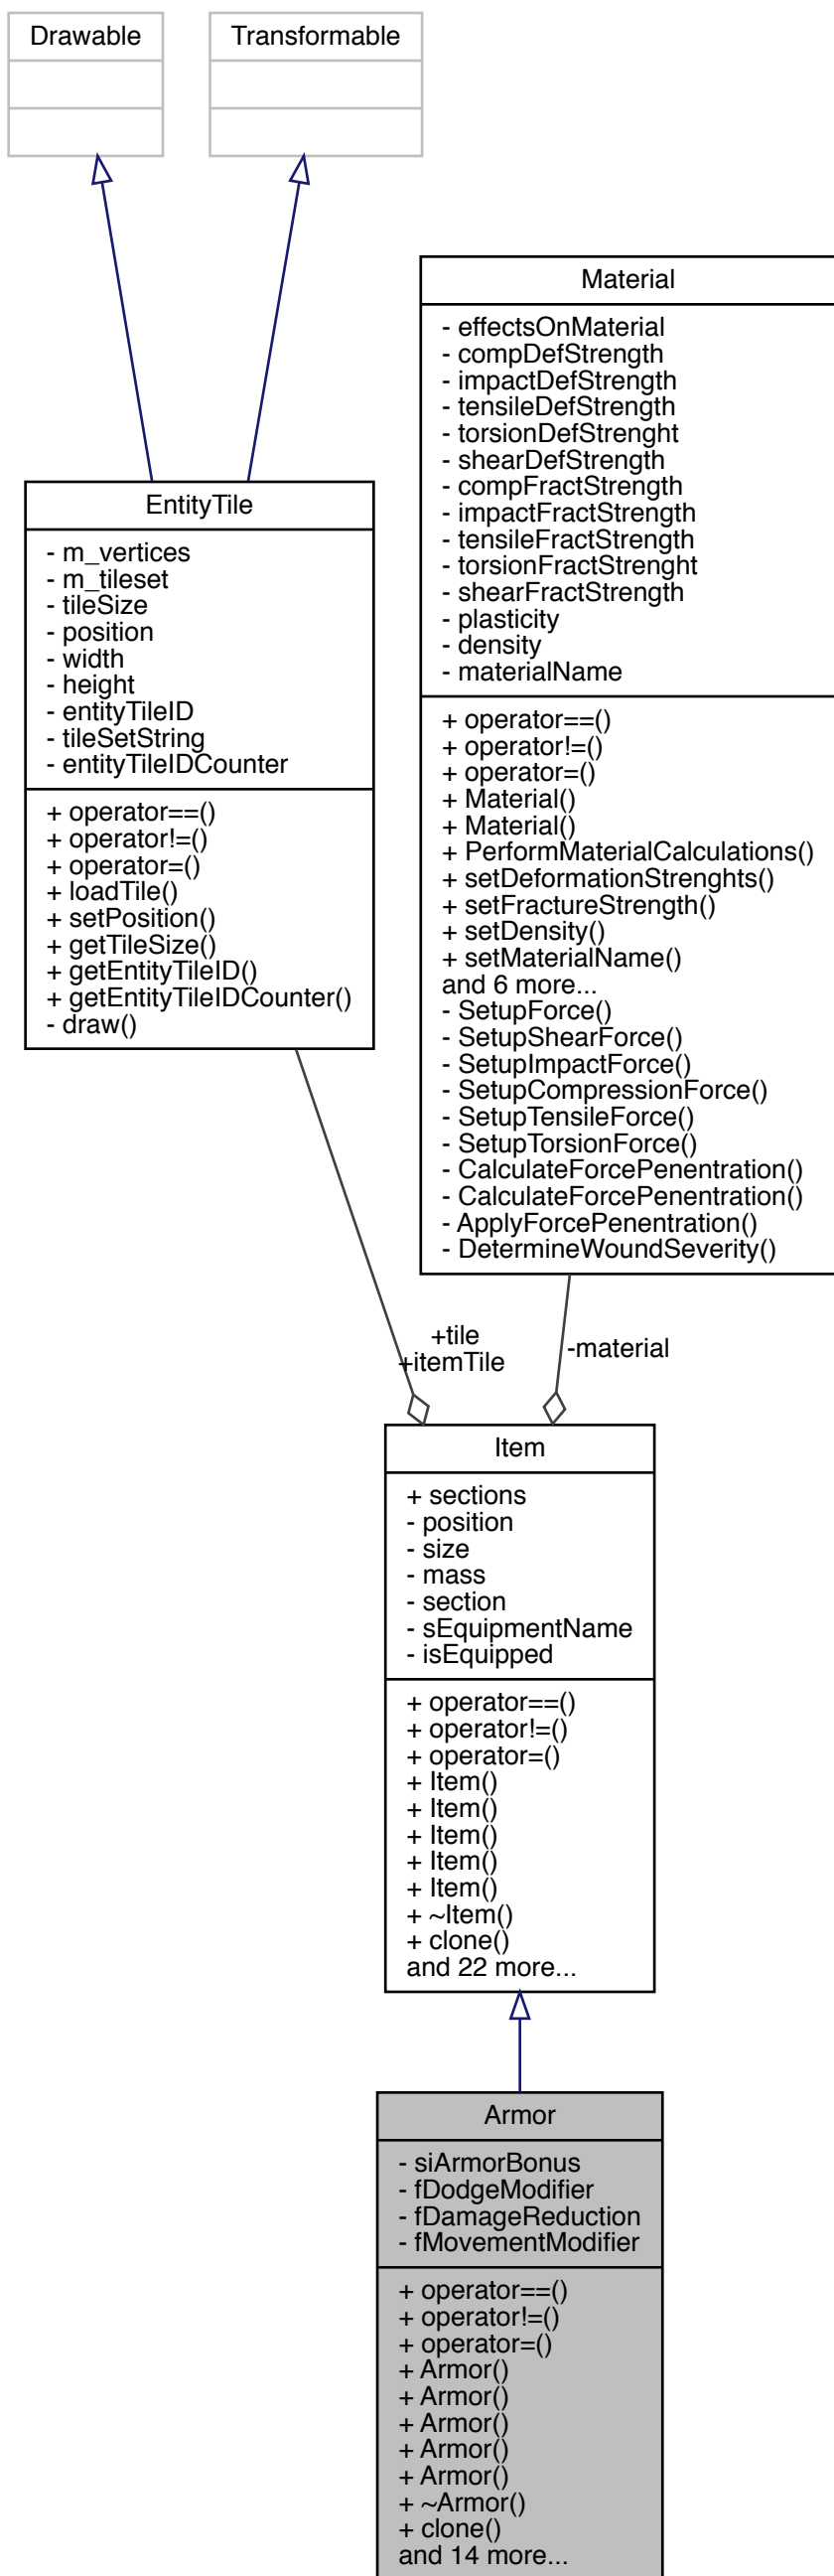 Drawable
Transformable
Material
- effectsOnMaterial
- compDefStrength
- impactDefStrength
- tensileDefStrength
- torsionDefStrenght
- shearDefStrength
- compFractStrength
- impactFractStrength
- tensileFractStrength
- torsionFractStrenght
- shearFractStrength
- plasticity
- density
- materialName
+ operator==()
+ operator!=()
+ operator=()
+ Material()
+ Material()
+ PerformMaterialCalculations()
+ setDeformationStrenghts()
+ setFractureStrength()
+ setDensity()
+ setMaterialName()
and 6 more...
- SetupForce()
- SetupShearForce()
- SetupImpactForce()
- SetupCompressionForce()
- SetupTensileForce()
- SetupTorsionForce()
- CalculateForcePenentration()
- CalculateForcePenentration()
- ApplyForcePenentration()
- DetermineWoundSeverity()
EntityTile
- m_vertices
- m_tileset
- tileSize
- position
- width
- height
- entityTileID
- tileSetString
- entityTileIDCounter
+ operator==()
+ operator!=()
+ operator=()
+ loadTile()
+ setPosition()
+ getTileSize()
+ getEntityTileID()
+ getEntityTileIDCounter()
- draw()
+tile
+itemTile
-material
Item
+ sections
- position
- size
- mass
- section
- sEquipmentName
- isEquipped
+ operator==()
+ operator!=()
+ operator=()
+ Item()
+ Item()
+ Item()
+ Item()
+ Item()
+ ~Item()
+ clone()
and 22 more...
Armor
- siArmorBonus
- fDodgeModifier
- fDamageReduction
- fMovementModifier
+ operator==()
+ operator!=()
+ operator=()
+ Armor()
+ Armor()
+ Armor()
+ Armor()
+ Armor()
+ ~Armor()
+ clone()
and 14 more...